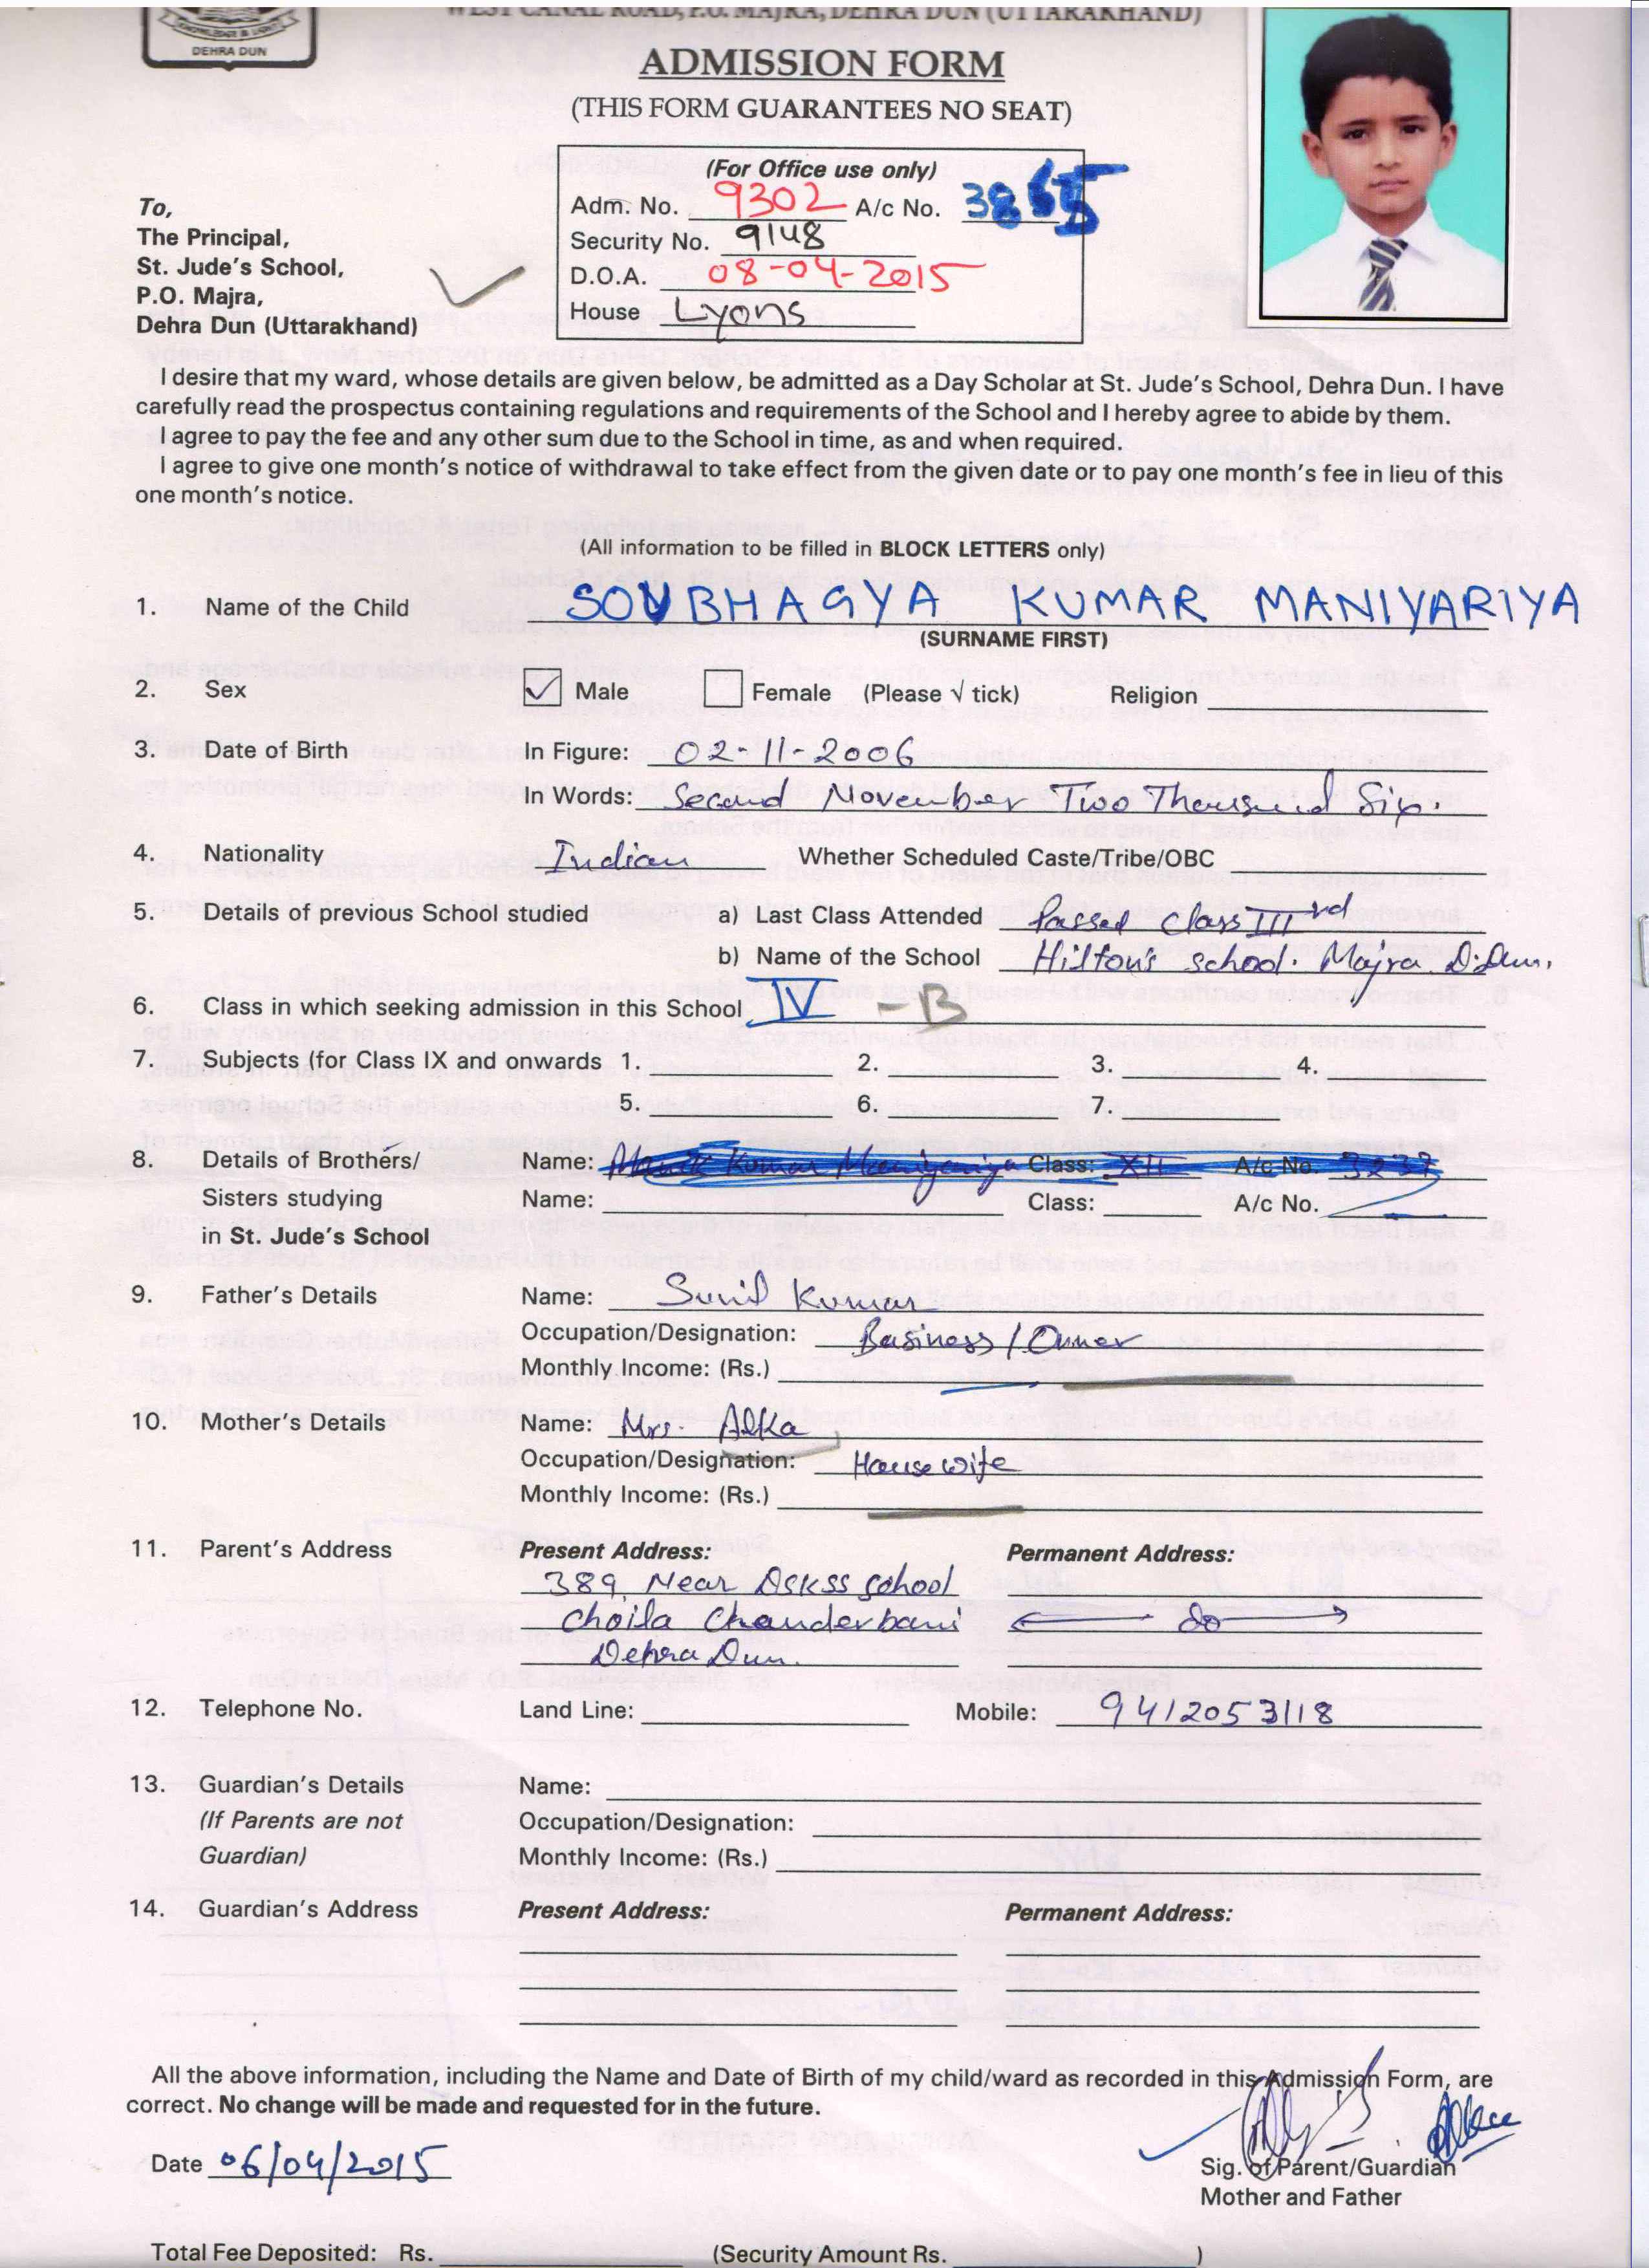 WEST CANAL ROAD, P.O. MAJRA, DEHRA DUN (UTTARAKHAND)
DEHRA DUN
ADMISSION FORM
(THIS FORM GUARANTEES NO SEAT)
(For Office use only)
Adm. No. 9302 A/c No. 3865
Security No. 9148
D.O.A. 08-04-2015
House Lyons
To,
The Principal,
St. Jude's School,
P.O. Majra,
Dehra Dun (Uttarakhand)
I desire that my ward, whose details are given below, be admitted as a Day Scholar at St. Jude's School, Dehra Dun. I have
carefully read the prospectus containing regulations and requirements of the School and I hereby agree to abide by them.
I agree to pay the fee and any other sum due to the School in time, as and when required.
I agree to give one month's notice of withdrawal to take effect from the given date or to pay one month's fee in lieu of this
one month's notice.
(All information to be filled in BLOCK LETTERS only)
1. Name of the Child SOUBHAGYA KUMAR MANIYARIYA
(SURNAME FIRST)
2. Sex Male Female (Please √ tick) Religion
3. Date of Birth In Figure: 02-11-2006
In Words: Second November Two Thousand Six.
4. Nationality Indian Whether Scheduled Caste/Tribe/OBC
5. Details of previous School studied a) Last Class Attended Passed Class IIIrd
b) Name of the School Hilton's School. Majra D.Dun.
6. Class in which seeking admission in this School IV -B
7. Subjects (for Class IX and onwards 1. 2. 3. 4.
5. 6. 7.
8. Details of Brothers/ Name: Kumar Maniyariya Class: XII A/c No. 3237
Sisters studying Name: Class: A/c No.
in St. Jude's School
9. Father's Details Name: Sunil Kumar
Occupation/Designation: Business / Owner
Monthly Income: (Rs.)
10. Mother's Details Name: Mrs. Alka
Occupation/Designation: House wife
Monthly Income: (Rs.)
11. Parent's Address Present Address: Permanent Address:
389, Near DSKSS School
Choila Chanderbani do
Dehra Dun.
12. Telephone No. Land Line: Mobile: 9412053118
13. Guardian's Details Name:
(If Parents are not Occupation/Designation:
Guardian) Monthly Income: (Rs.)
14. Guardian's Address Present Address: Permanent Address:
All the above information, including the Name and Date of Birth of my child/ward as recorded in this Admission Form, are
correct. No change will be made and requested for in the future.
Date 06/04/2015
Sig. of Parent/Guardian
Mother and Father
Total Fee Deposited: Rs. (Security Amount Rs. )